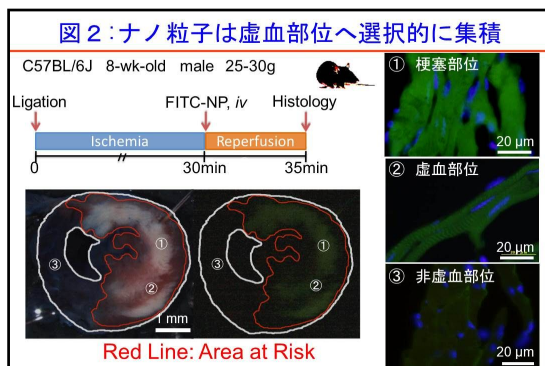 図2:ナノ粒子は虚血部位へ選択的に集積
C57BL/6J 8-wk-old male 25-30g
Ligation FITC-NP, iv Histology
Ischemia Reperfusion
0 30min 35min
① ② ③ 1 mm
① ②
Red Line: Area at Risk
① 梗塞部位
20 μm
② 虚血部位
20 μm
③ 非虚血部位
20 μm